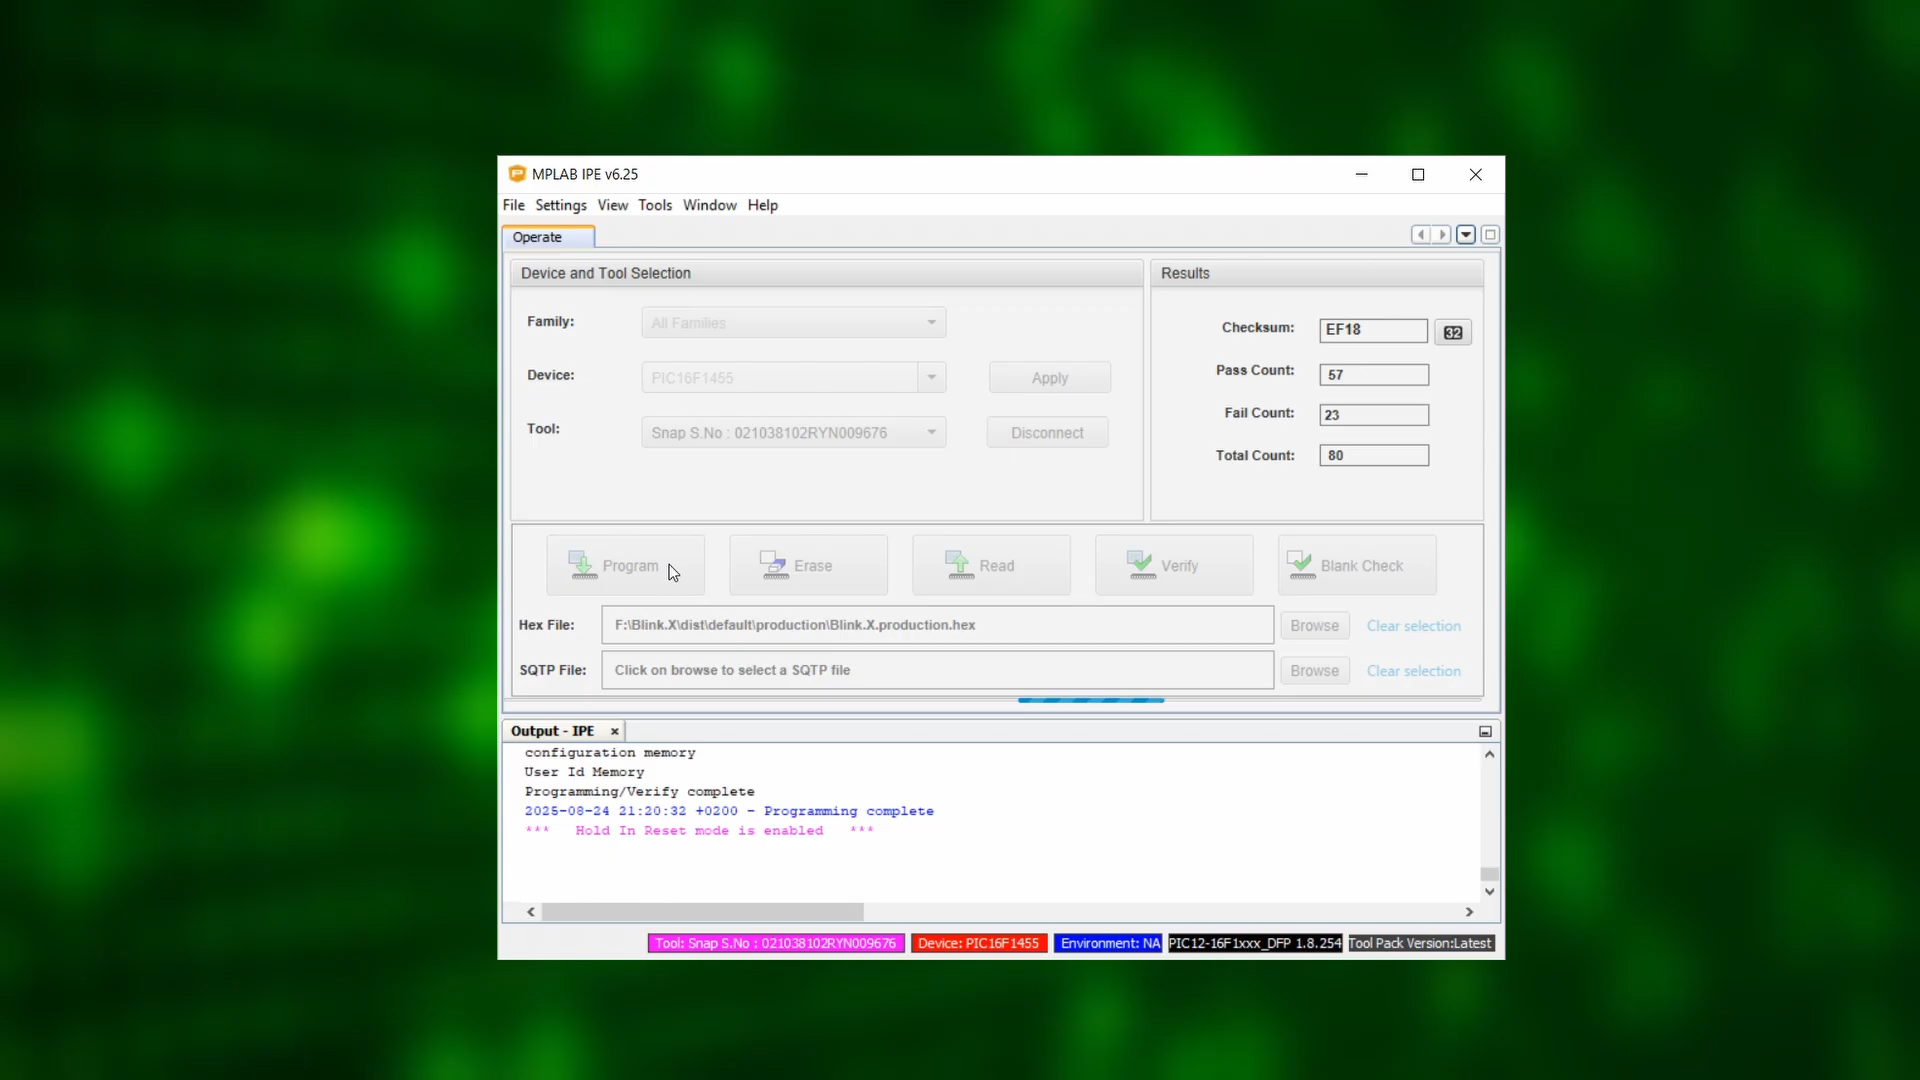 MPLAB IPE v6.25
File Settings View Tools Window Help
Operate
Device and Tool Selection
Family: All Families
Device: PIC16F1455 Apply
Tool: Snap S.No : 021038102RYN009676 Disconnect
Results
Checksum: EF18 32
Pass Count: 57
Fail Count: 23
Total Count: 80
Program Erase Read Verify Blank Check
Hex File: F:\Blink.X\dist\default\production\Blink.X.production.hex Browse Clear selection
SQTP File: Click on browse to select a SQTP file Browse Clear selection
Output - IPE
configuration memory
User Id Memory
Programming/Verify complete
2025-08-24 21:20:32 +0200 - Programming complete
*** Hold In Reset mode is enabled ***
Tool: Snap S.No : 021038102RYN009676 Device: PIC16F1455 Environment: NA PIC12-16F1xxx_DFP 1.8.254 Tool Pack Version:Latest